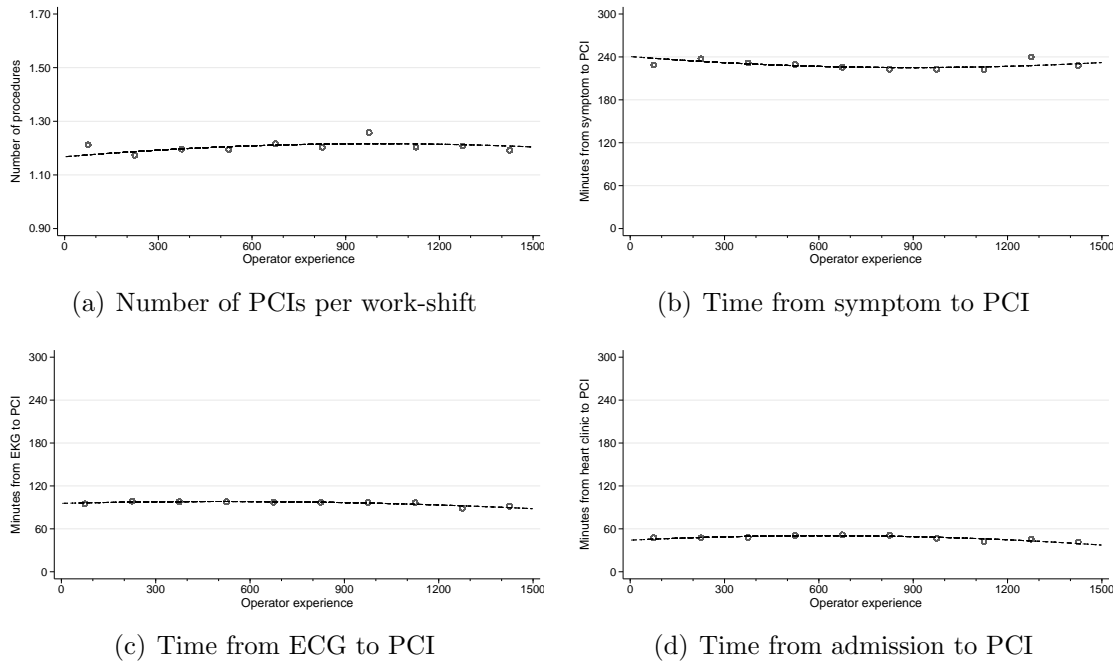 Number of procedures
1.70
1.50
1.30
1.10
0.90
0 300 600 900 1200 1500
Operator experience
(a) Number of PCIs per work-shift
Minutes from symptom to PCI
300
240
180
120
60
0
0 300 600 900 1200 1500
Operator experience
(b) Time from symptom to PCI
Minutes from EKG to PCI
300
240
180
120
60
0
0 300 600 900 1200 1500
Operator experience
(c) Time from ECG to PCI
Minutes from heart clinic to PCI
300
240
180
120
60
0
0 300 600 900 1200 1500
Operator experience
(d) Time from admission to PCI